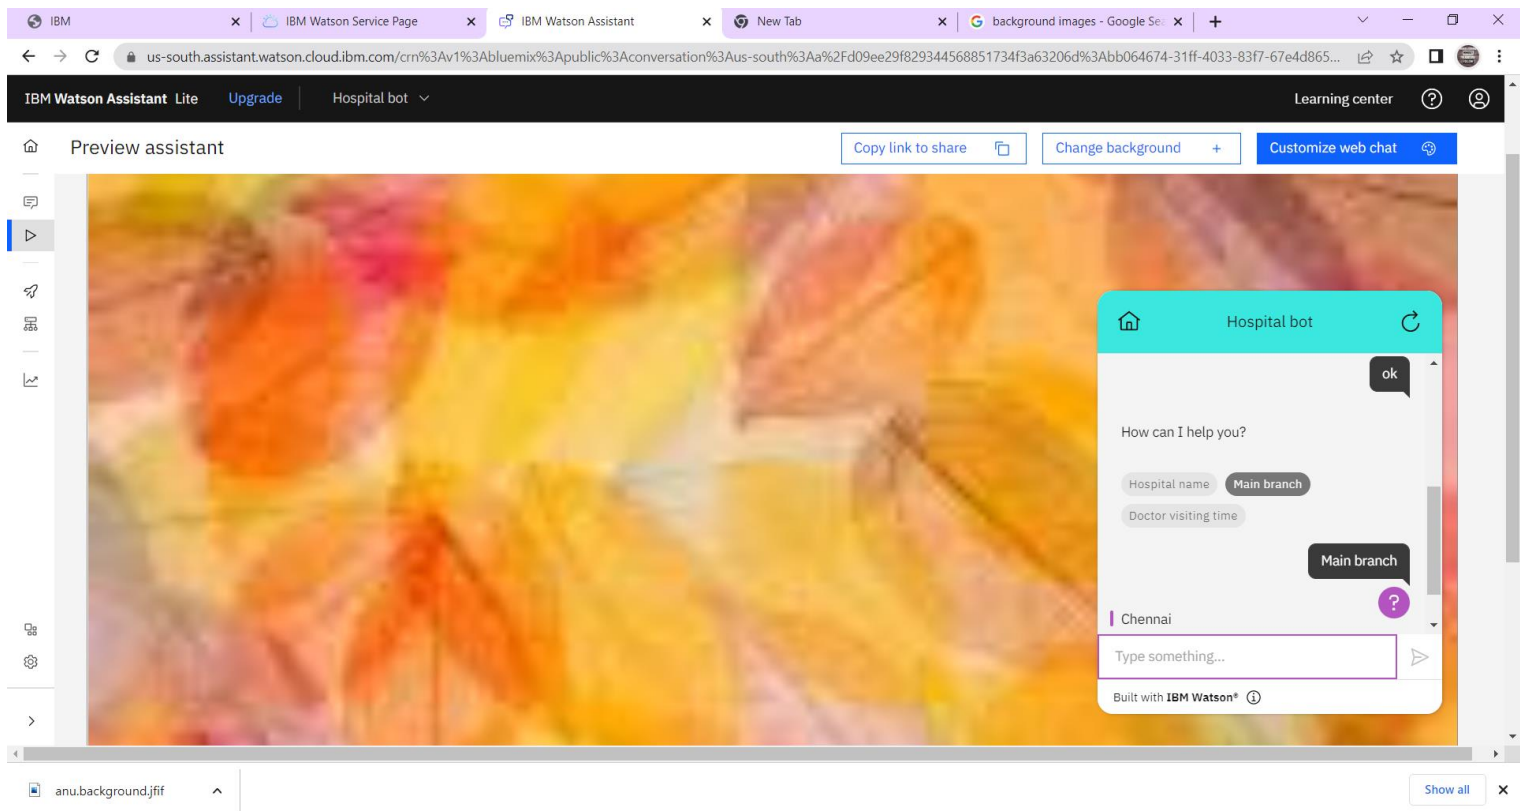 IBM
IBM Watson Service Page
IBM Watson Assistant
New Tab
background images - Google Se
us-south.assistant.watson.cloud.ibm.com/crn%3Av1%3Abluemix%3Apublic%3Aconversation%3Aus-south%3Aa%2Fd09ee29f829344568851734f3a63206d%3Abb064674-31ff-4033-83f7-67e4d865...
IBM Watson Assistant Lite Upgrade Hospital bot Learning center
Preview assistant Copy link to share Change background + Customize web chat
Hospital bot
ok
How can I help you?
Hospital name Main branch
Doctor visiting time
Main branch
?
Chennai
Type something...
Built with IBM Watson®
anu.background.jfif Show all